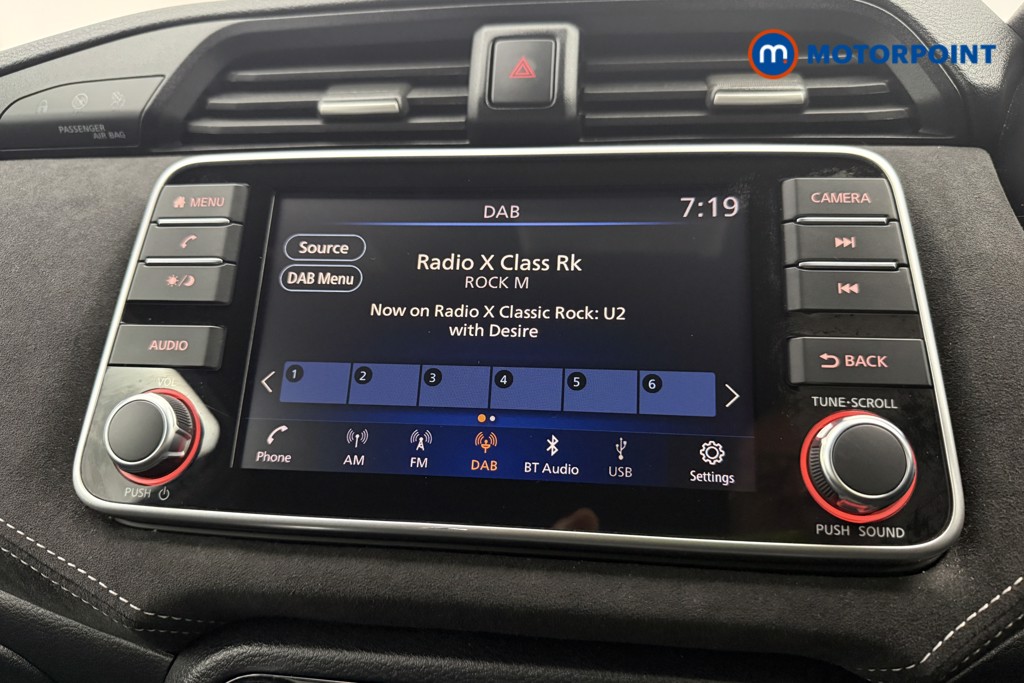 MOTORPOINT
PASSENGER
AIR BAG
MENU
AUDIO
VOL
PUSH
DAB
7:19
Source
DAB Menu
Radio X Class Rk
ROCK M
Now on Radio X Classic Rock: U2
with Desire
1 2 3 4 5 6
Phone AM FM DAB BT Audio USB Settings
CAMERA
BACK
TUNE·SCROLL
PUSH SOUND